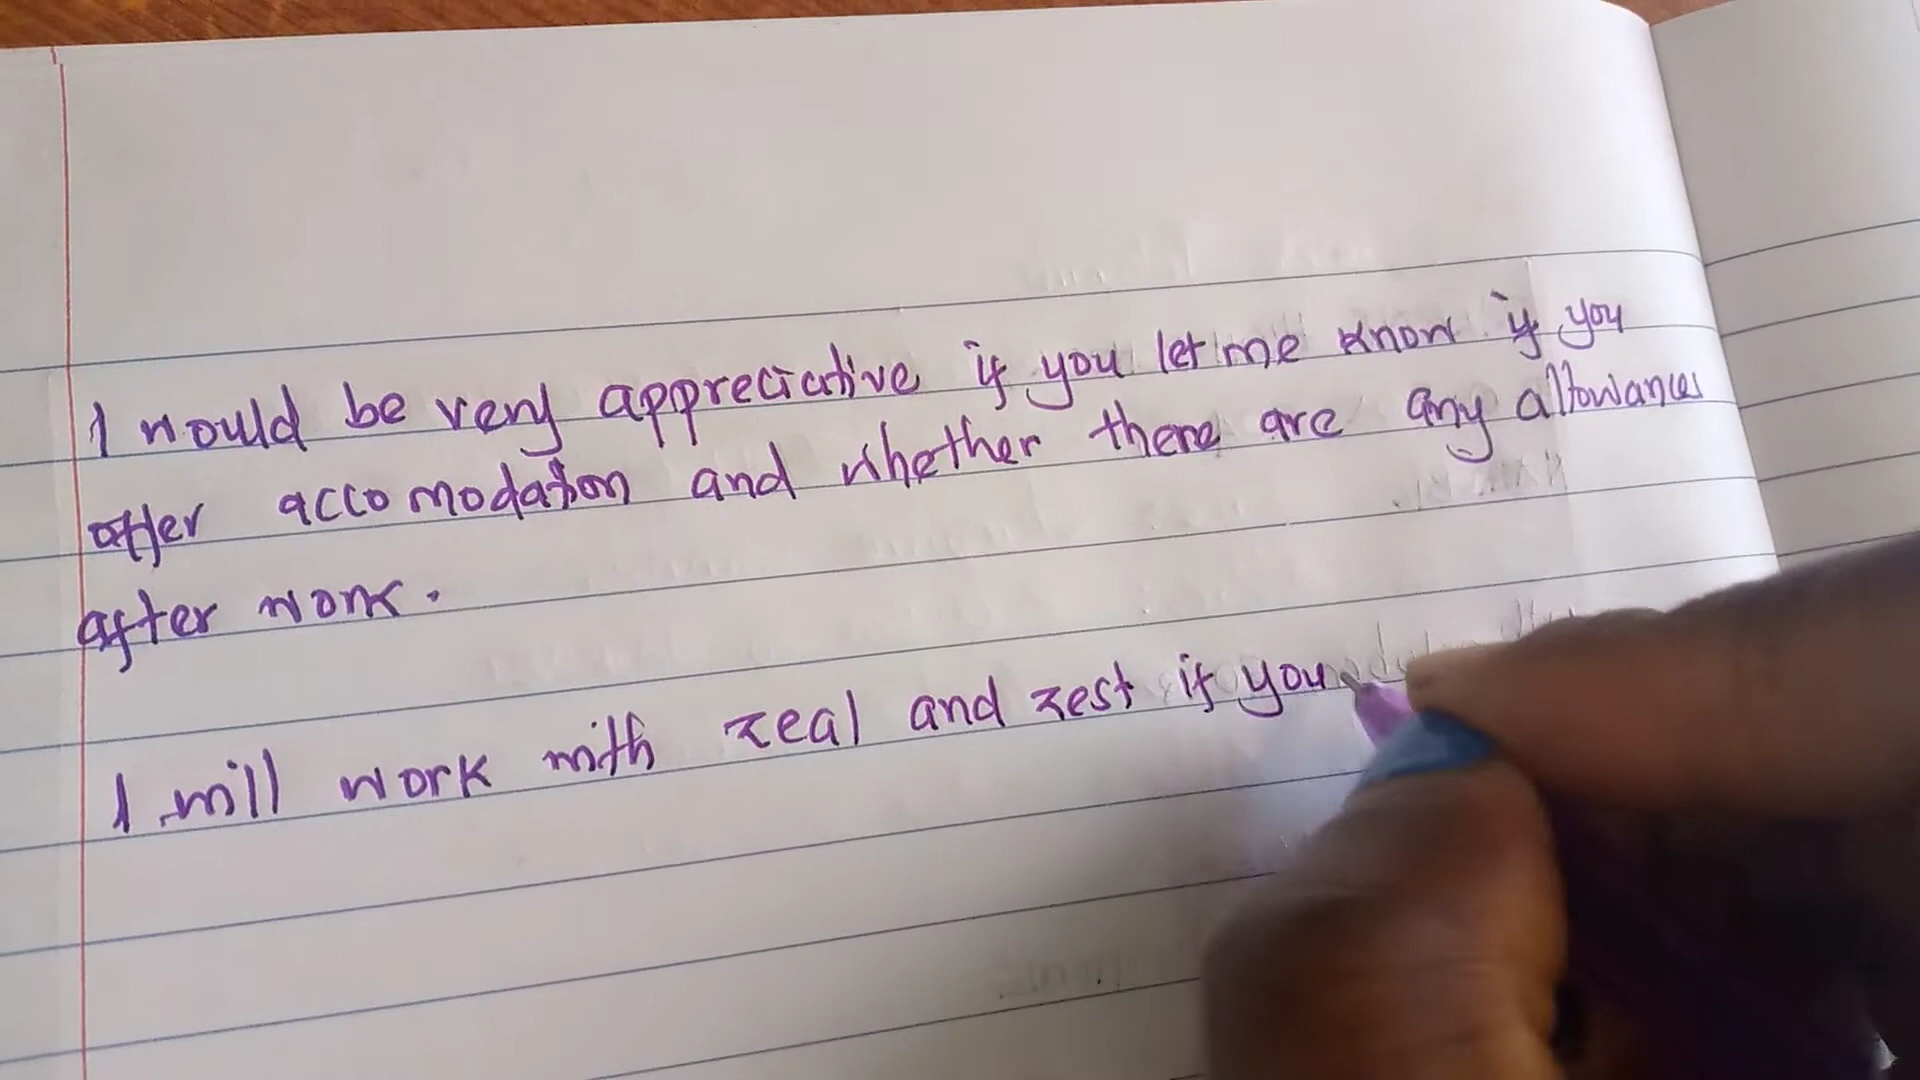 I would be very appreciative if you let me know if you
offer accomodation and whether there are any allowances
after work.
I will work with zeal and zest if you